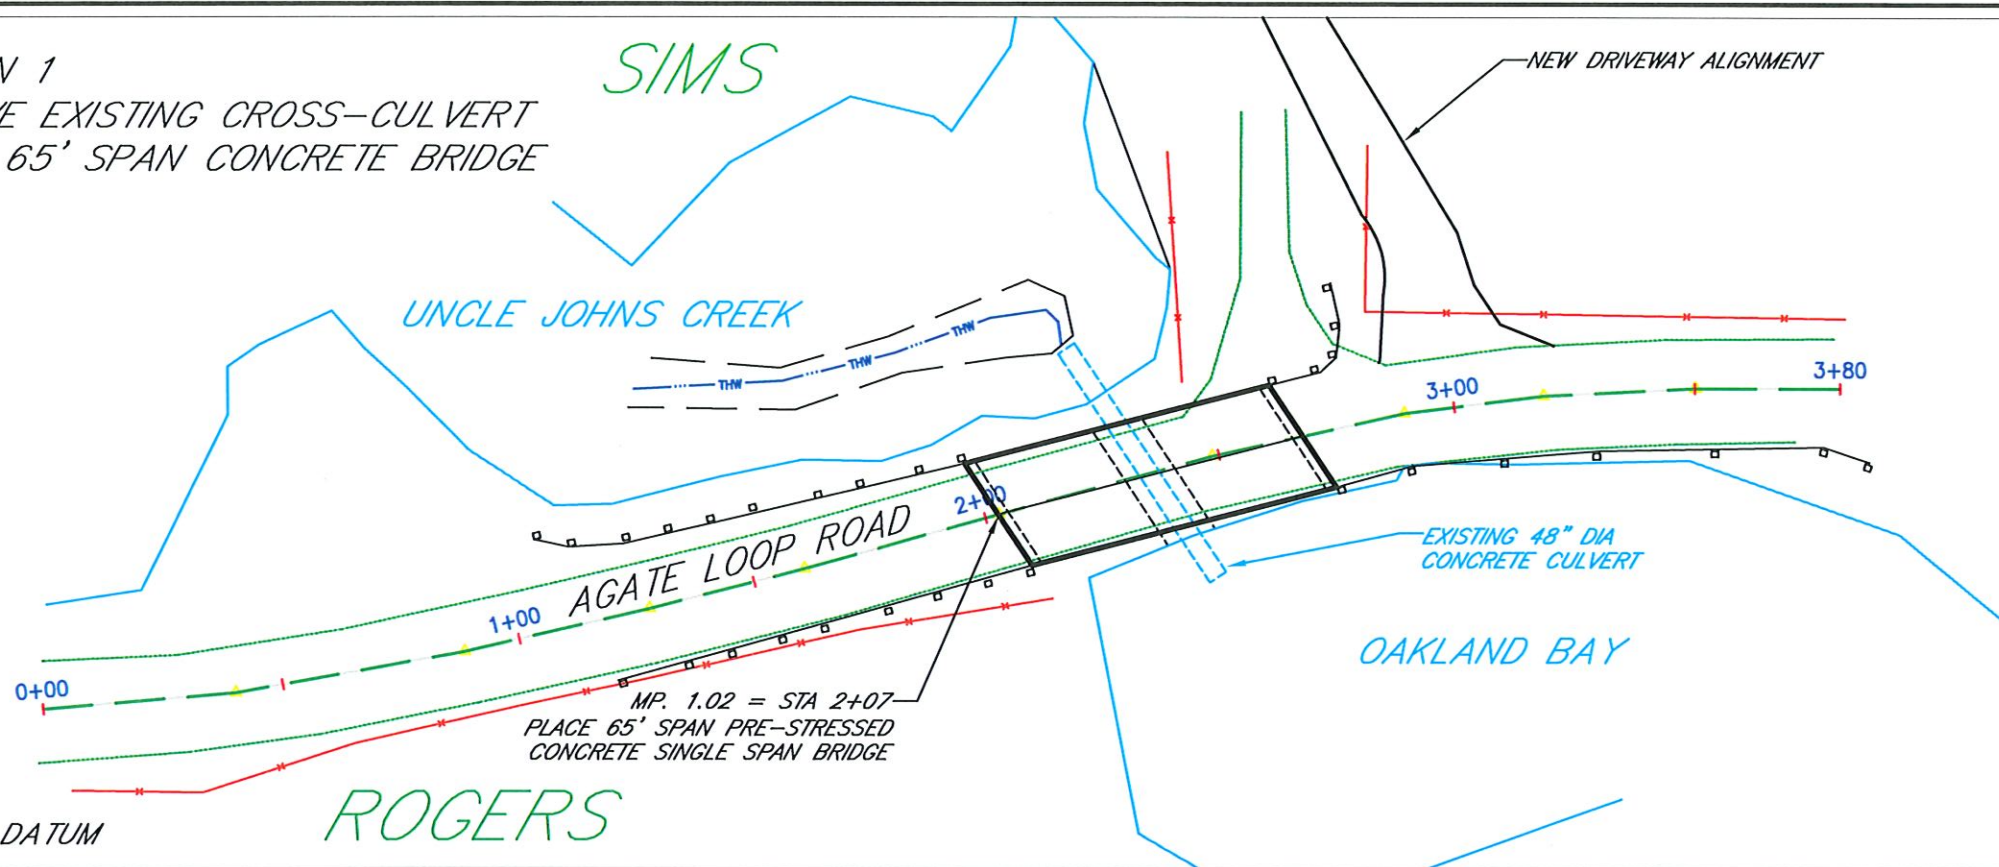 N 1
SIMS
NEW DRIVEWAY ALIGNMENT
E EXISTING CROSS-CULVERT
65' SPAN CONCRETE BRIDGE
UNCLE JOHNS CREEK
THW
THW
THW
3+80
3+00
2+00
AGATE LOOP ROAD
1+00
0+00
EXISTING 48" DIA
CONCRETE CULVERT
OAKLAND BAY
MP. 1.02 = STA 2+07
PLACE 65' SPAN PRE-STRESSED
CONCRETE SINGLE SPAN BRIDGE
ROGERS
DATUM